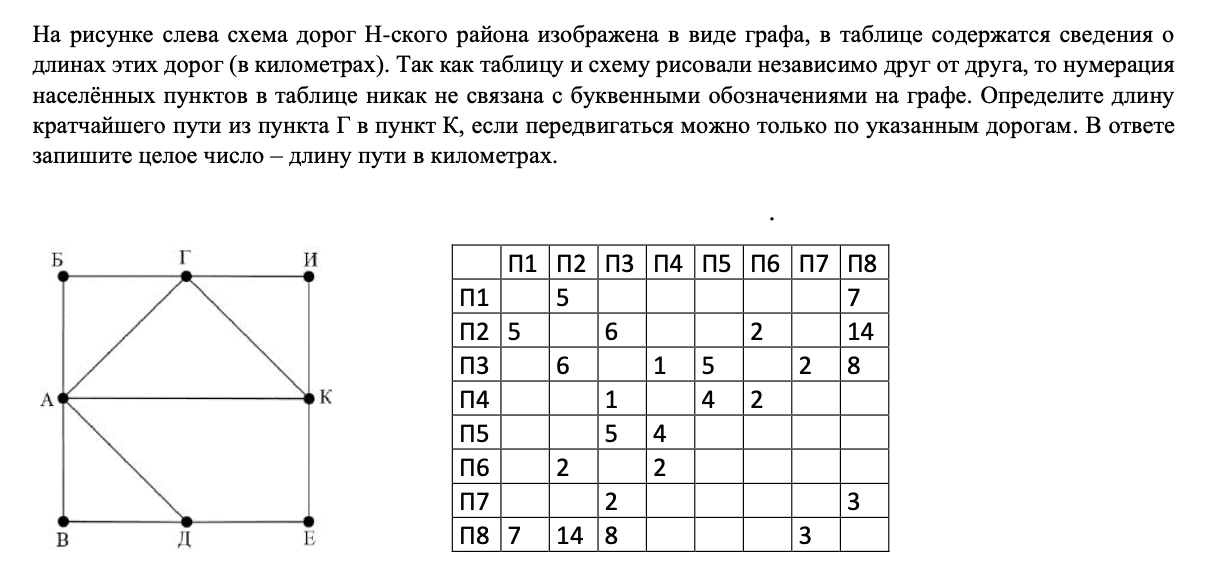 На рисунке слева схема дорог Н-ского района изображена в виде графа, в таблице содержатся сведения о
длинах этих дорог (в километрах). Так как таблицу и схему рисовали независимо друг от друга, то нумерация
населённых пунктов в таблице никак не связана с буквенными обозначениями на графе. Определите длину
кратчайшего пути из пункта Г в пункт К, если передвигаться можно только по указанным дорогам. В ответе
запишите целое число – длину пути в километрах.
.
Б Г И
А К
В Д Е
П1 П2 П3 П4 П5 П6 П7 П8
П1 5 7
П2 5 6 2 14
П3 6 1 5 2 8
П4 1 4 2
П5 5 4
П6 2 2
П7 2 3
П8 7 14 8 3